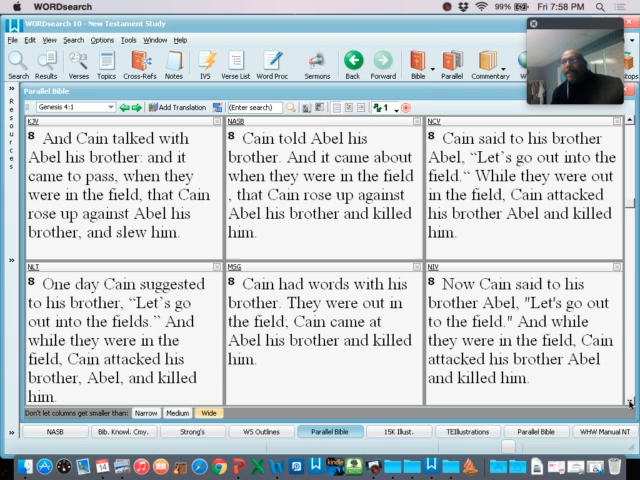 WORDsearch
99%
Fri 7:58 PM
WORDsearch 10 - New Testament Study
File Edit View Search Options Tools Window Help
Search Results Verses Topics Cross-Refs Notes IVS Verse List Word Proc Sermons Back Forward Bible Parallel Commentary
Parallel Bible
Resources
Genesis 4:1
Add Translation
(Enter search)
1
KJV
8 And Cain talked with
Abel his brother: and it
came to pass, when they
were in the field, that Cain
rose up against Abel his
brother, and slew him.
NASB
8 Cain told Abel his
brother. And it came about
when they were in the field
, that Cain rose up against
Abel his brother and killed
him.
NCV
8 Cain said to his brother
Abel, “Let’s go out into the
field.“ While they were out
in the field, Cain attacked
his brother Abel and killed
him.
NLT
8 One day Cain suggested
to his brother, “Let’s go
out into the fields.” And
while they were in the
field, Cain attacked his
brother, Abel, and killed
him.
MSG
8 Cain had words with his
brother. They were out in
the field; Cain came at
Abel his brother and killed
him.
NIV
8 Now Cain said to his
brother Abel, "Let's go out
to the field." And while
they were in the field, Cain
attacked his brother Abel
and killed him.
Don't let columns get smaller than: Narrow Medium Wide
NASB Bib. Knowl. Cmy. Strong's WS Outlines Parallel Bible 15K Illust. TEIllustrations Parallel Bible WHW Manual NT